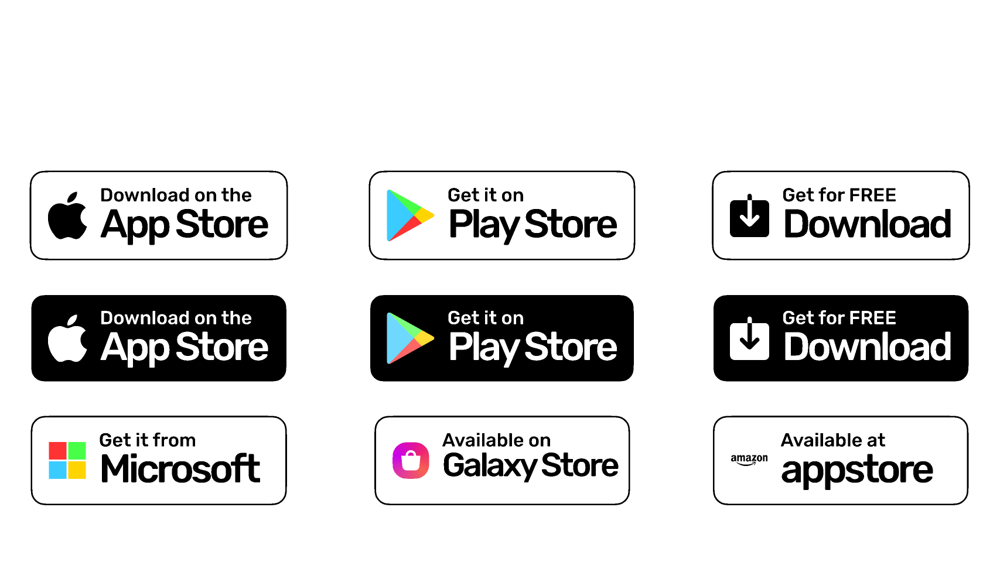 Download on the
App Store
Get it on
Play Store
Get for FREE
Download
Download on the
App Store
Get it on
Play Store
Get for FREE
Download
Get it from
Microsoft
Available on
Galaxy Store
amazon
Available at
appstore